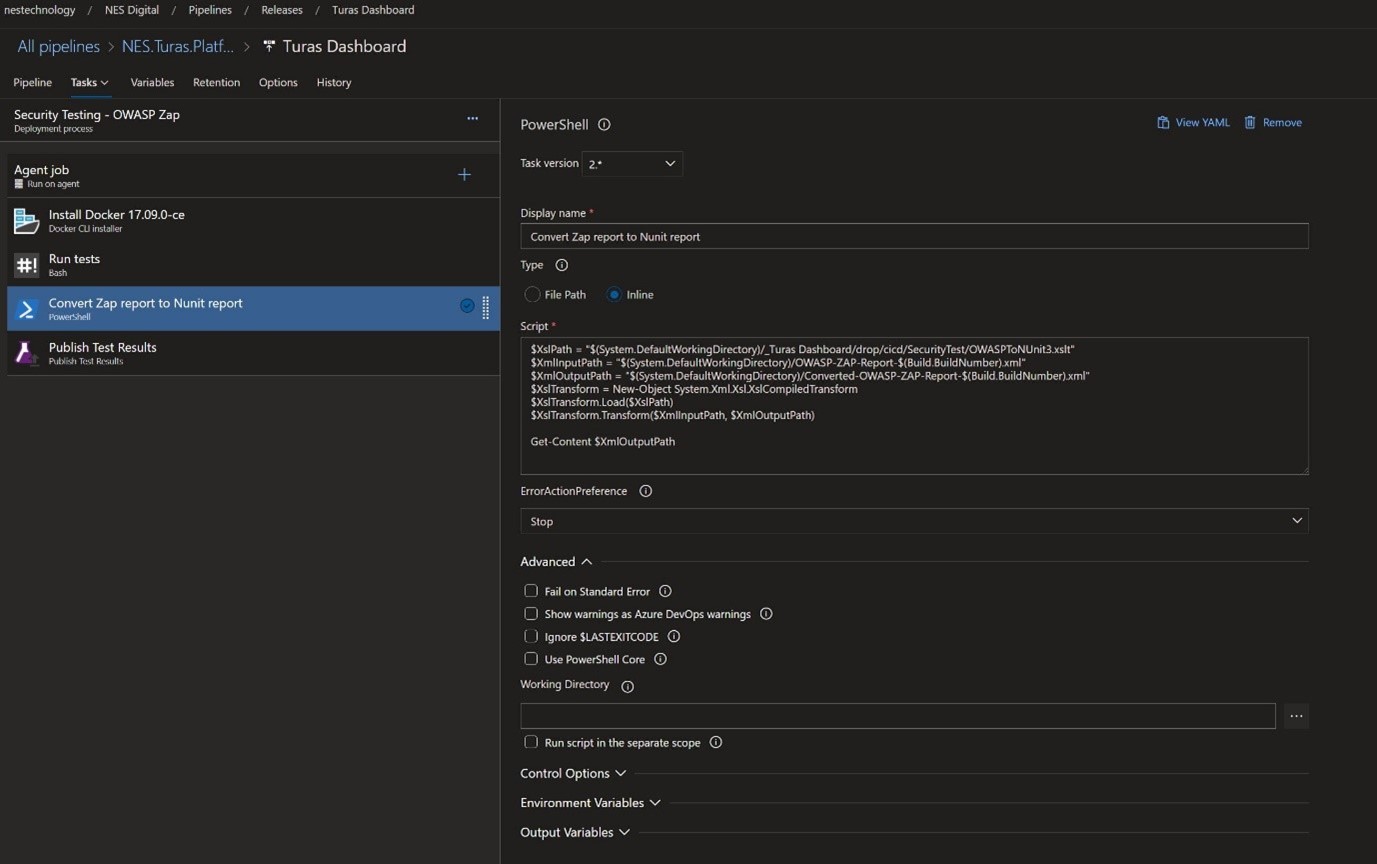 nestechnology / NES Digital / Pipelines / Releases / Turas Dashboard
All pipelines > NES.Turas.Platf... > Turas Dashboard
Pipeline Tasks Variables Retention Options History
Security Testing - OWASP Zap
Deployment process
...
Agent job
Run on agent
Install Docker 17.09.0-ce
Docker CLI installer
Run tests
Bash
Convert Zap report to Nunit report
PowerShell
Publish Test Results
Publish Test Results
PowerShell
View YAML Remove
Task version 2.*
Display name *
Convert Zap report to Nunit report
Type
File Path Inline
Script *
$XslPath = "$(System.DefaultWorkingDirectory)/_Turas Dashboard/drop/cicd/SecurityTest/OWASPToNUnit3.xslt"
$XmlInputPath = "$(System.DefaultWorkingDirectory)/OWASP-ZAP-Report-$(Build.BuildNumber).xml"
$XmlOutputPath = "$(System.DefaultWorkingDirectory)/Converted-OWASP-ZAP-Report-$(Build.BuildNumber).xml"
$XslTransform = New-Object System.Xml.Xsl.XslCompiledTransform
$XslTransform.Load($XslPath)
$XslTransform.Transform($XmlInputPath, $XmlOutputPath)
Get-Content $XmlOutputPath
ErrorActionPreference
Stop
Advanced
Fail on Standard Error
Show warnings as Azure DevOps warnings
Ignore $LASTEXITCODE
Use PowerShell Core
Working Directory
...
Run script in the separate scope
Control Options
Environment Variables
Output Variables